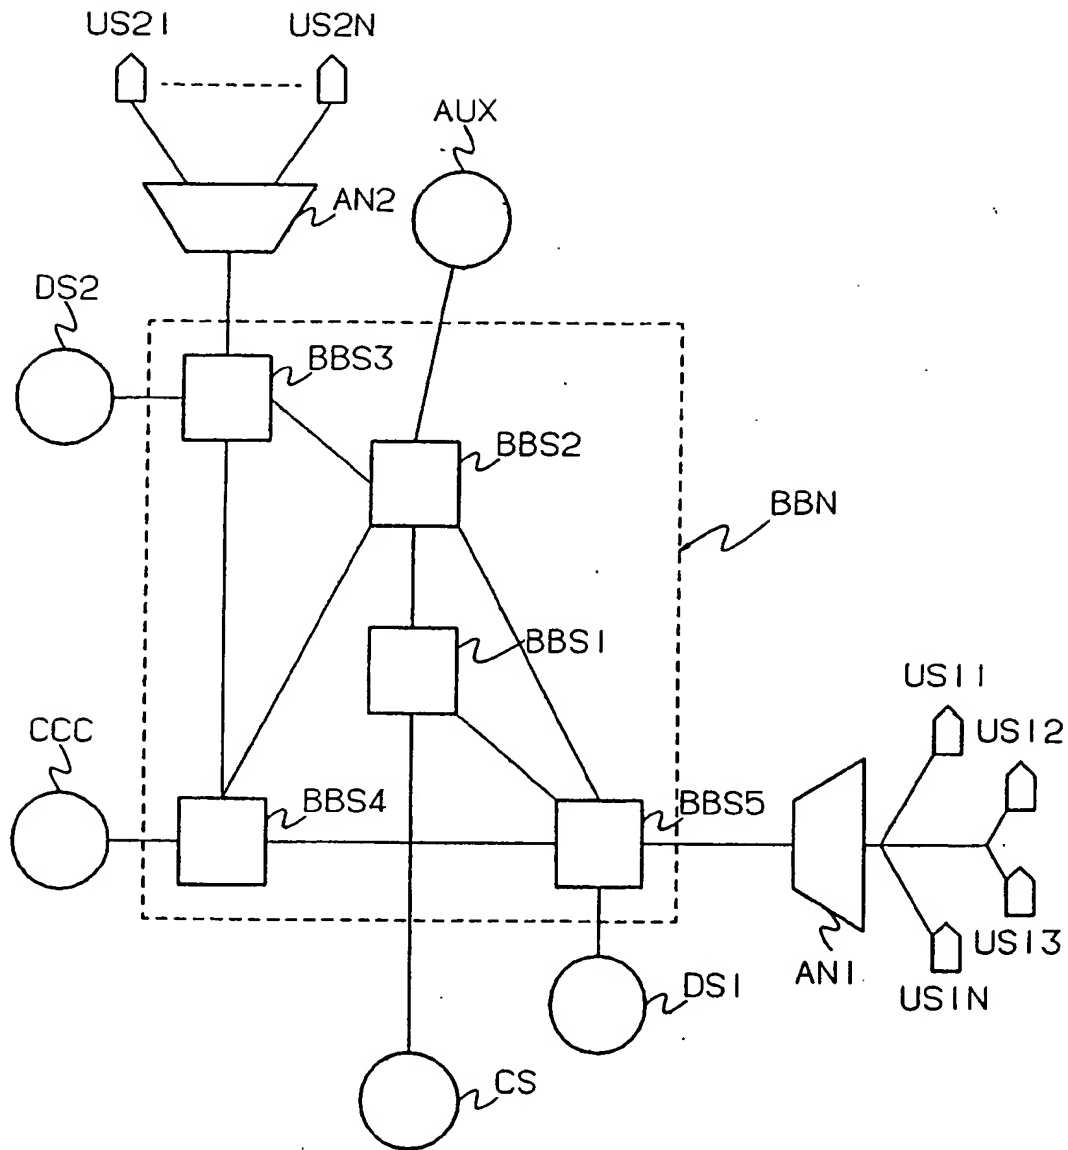 US21
US2N
AUX
AN2
DS2
BBS3
BBS2
BBN
BBS1
US11
US12
CCC
BBS4
BBS5
US13
AN1
US1N
DS1
CS